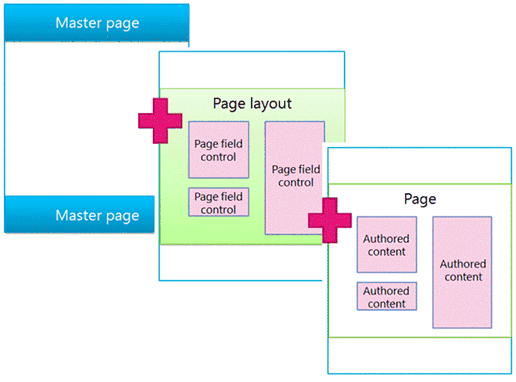 Master page
Page layout
Page field
control
Page field
control
Page field
control
Master page
Page
Authored
content
Authored
content
Authored
content